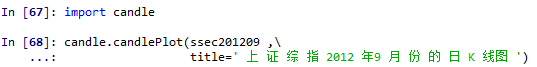 In [67]: import candle
In [68]: candle.candlePlot(ssec201209 ,\
    ...:                   title=' 上 证 综 指 2012 年9 月 份 的 日 K 线图 ')